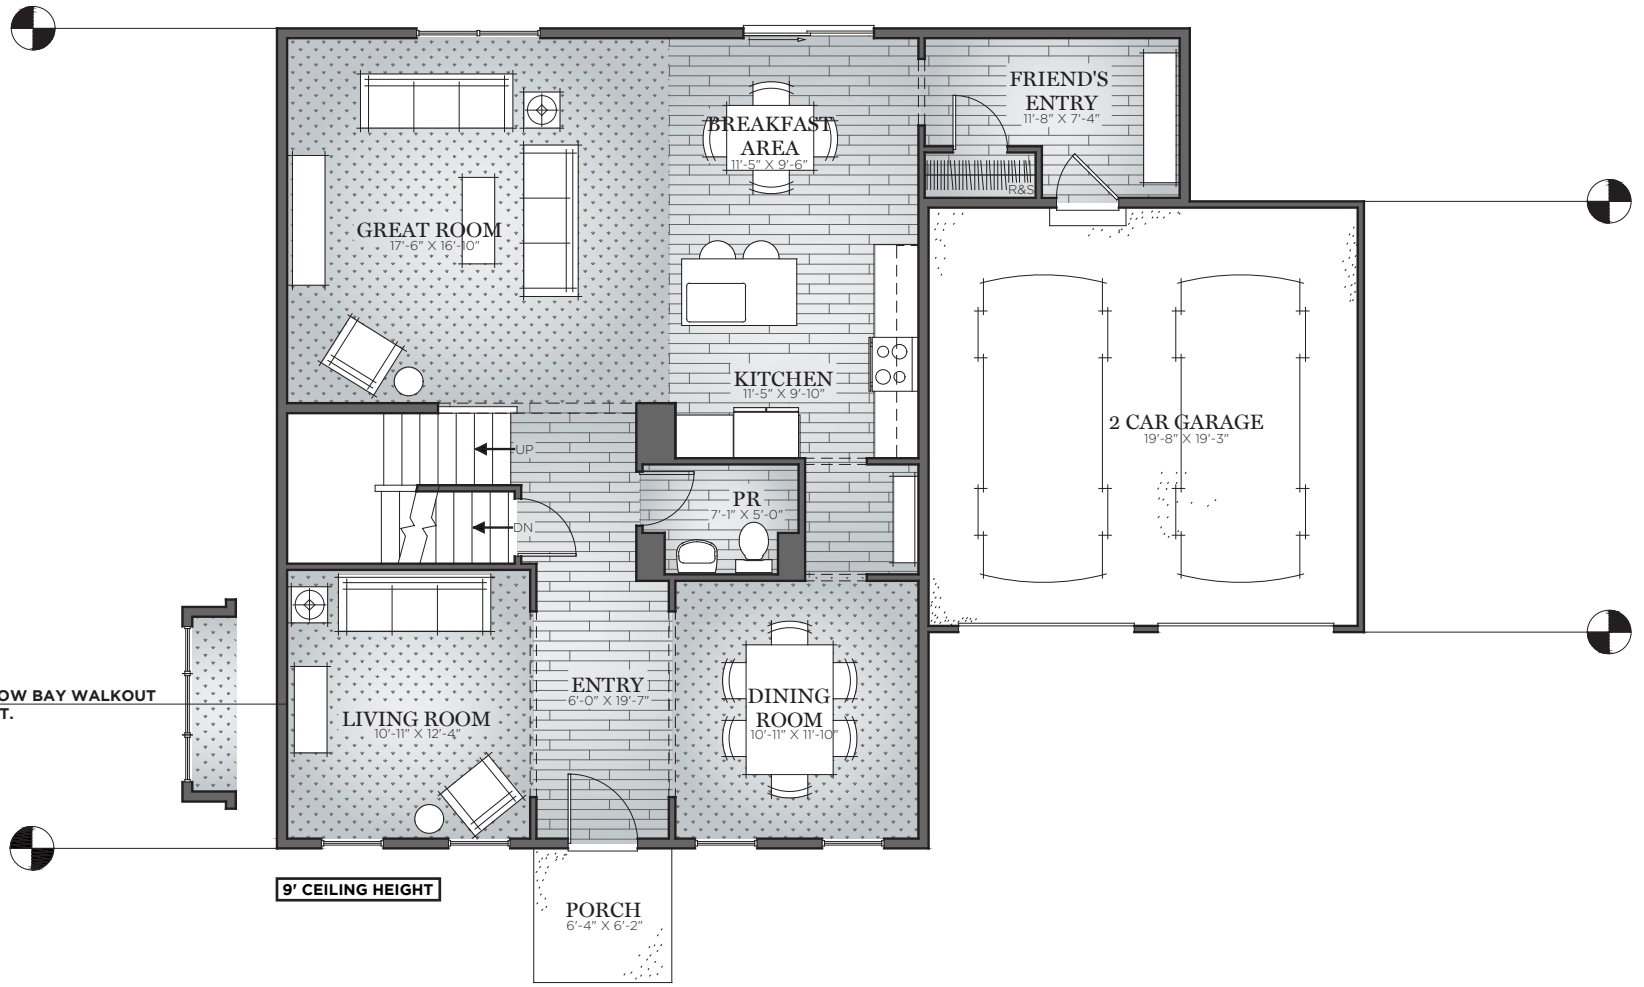 FRIEND'S
ENTRY
11'-8" X 7'-4"
BREAKFAST
AREA
11'-5" X 9'-6"
R&S
GREAT ROOM
17'-6" X 16'-10"
KITCHEN
11'-5" X 9'-10"
2 CAR GARAGE
19'-8" X 19'-3"
UP
PR
7'-1" X 5'-0"
DN
OW BAY WALKOUT
T.
ENTRY
6'-0" X 19'-7"
LIVING ROOM
10'-11" X 12'-4"
DINING
ROOM
10'-11" X 11'-10"
9' CEILING HEIGHT
PORCH
6'-4" X 6'-2"